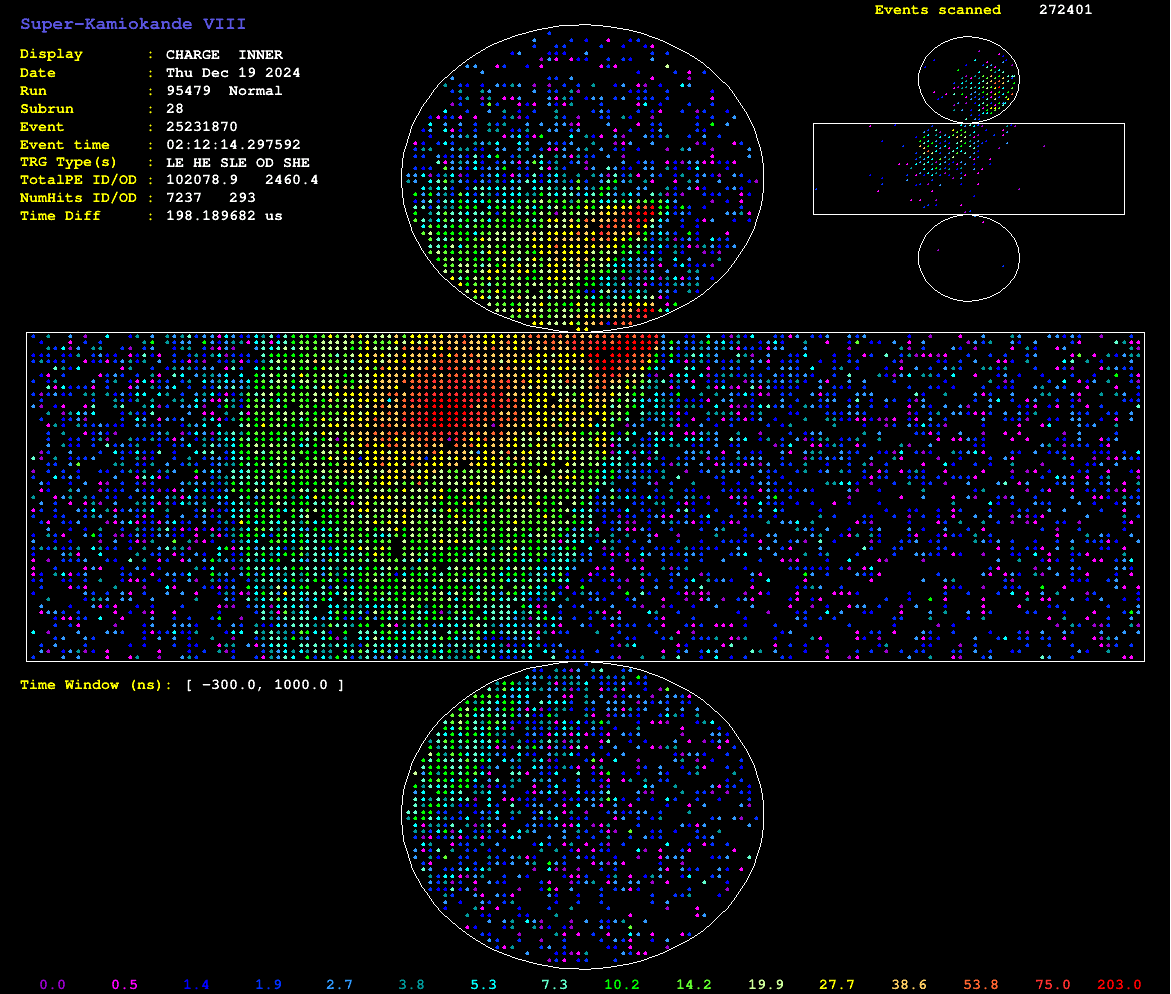 Super-Kamiokande VIII
Events scanned 272401
Display : CHARGE INNER
Date : Thu Dec 19 2024
Run : 95479 Normal
Subrun : 28
Event : 25231870
Event time : 02:12:14.297592
TRG Type(s) : LE HE SLE OD SHE
TotalPE ID/OD : 102078.9 2460.4
NumHits ID/OD : 7237 293
Time Diff : 198.189682 us
Time Window (ns): [ −300.0, 1000.0 ]
0.0 0.5 1.4 1.9 2.7 3.8 5.3 7.3 10.2 14.2 19.9 27.7 38.6 53.8 75.0 203.0